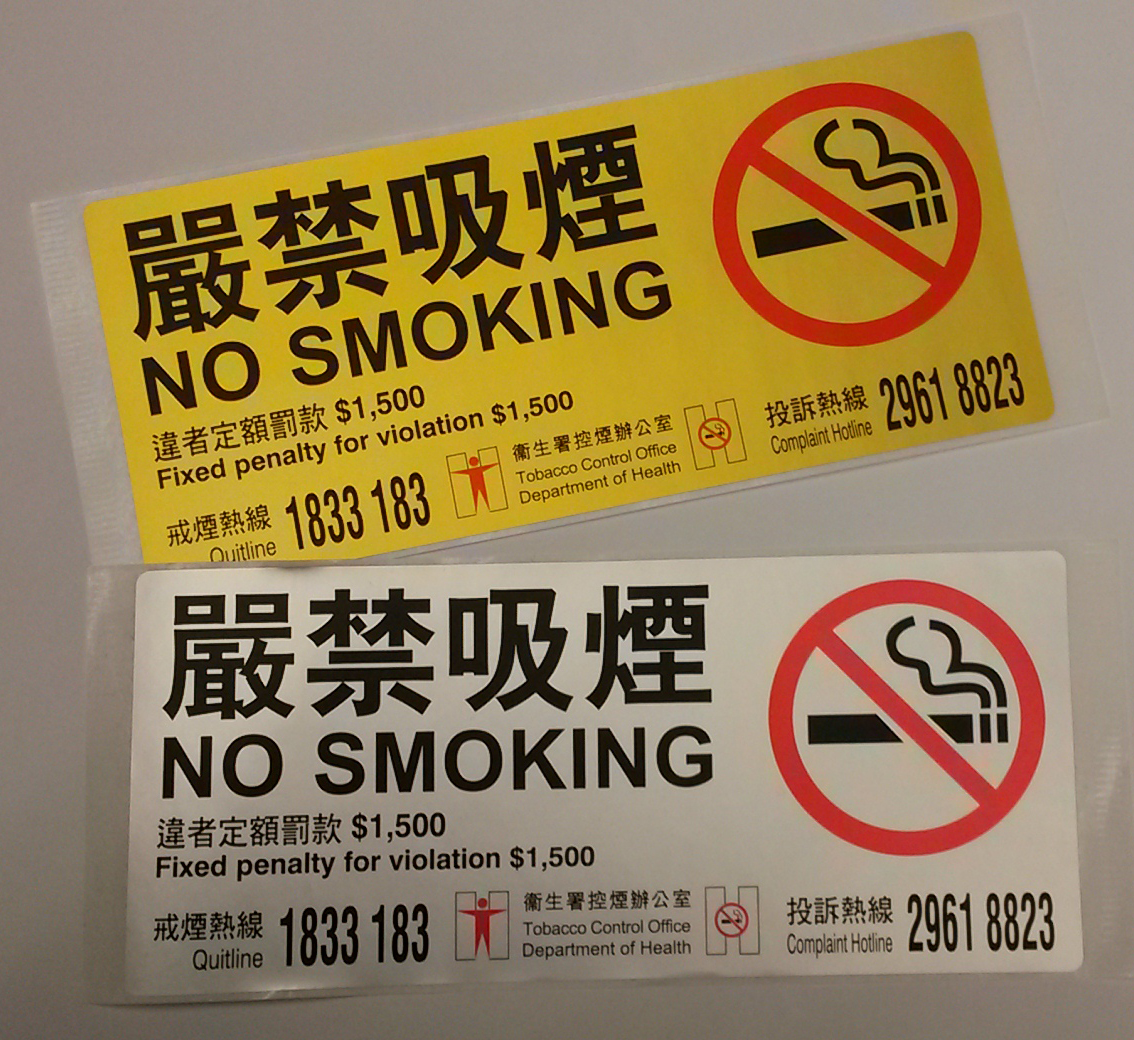 嚴禁吸煙
NO SMOKING
違者定額罰款 $1,500
Fixed penalty for violation $1,500
戒煙熱線 1833 183
Quitline
衞生署控煙辦公室
Tobacco Control Office
Department of Health
投訴熱線 2961 8823
Complaint Hotline
嚴禁吸煙
NO SMOKING
違者定額罰款 $1,500
Fixed penalty for violation $1,500
戒煙熱線 1833 183
Quitline
衞生署控煙辦公室
Tobacco Control Office
Department of Health
投訴熱線 2961 8823
Complaint Hotline